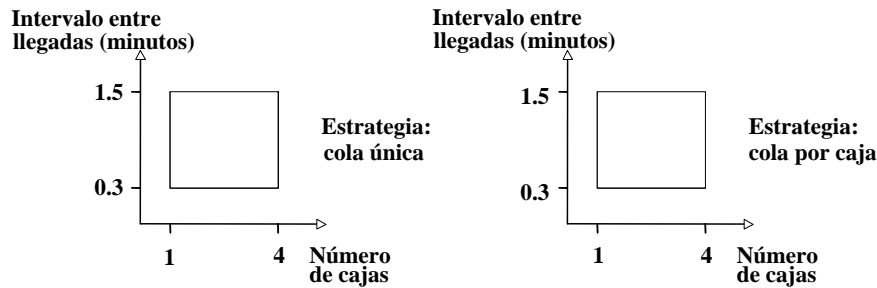 Intervalo entre
llegadas (minutos)
1.5
0.3
1
4
Número
de cajas
Estrategia:
cola única
Intervalo entre
llegadas (minutos)
1.5
0.3
1
4
Número
de cajas
Estrategia:
cola por caja